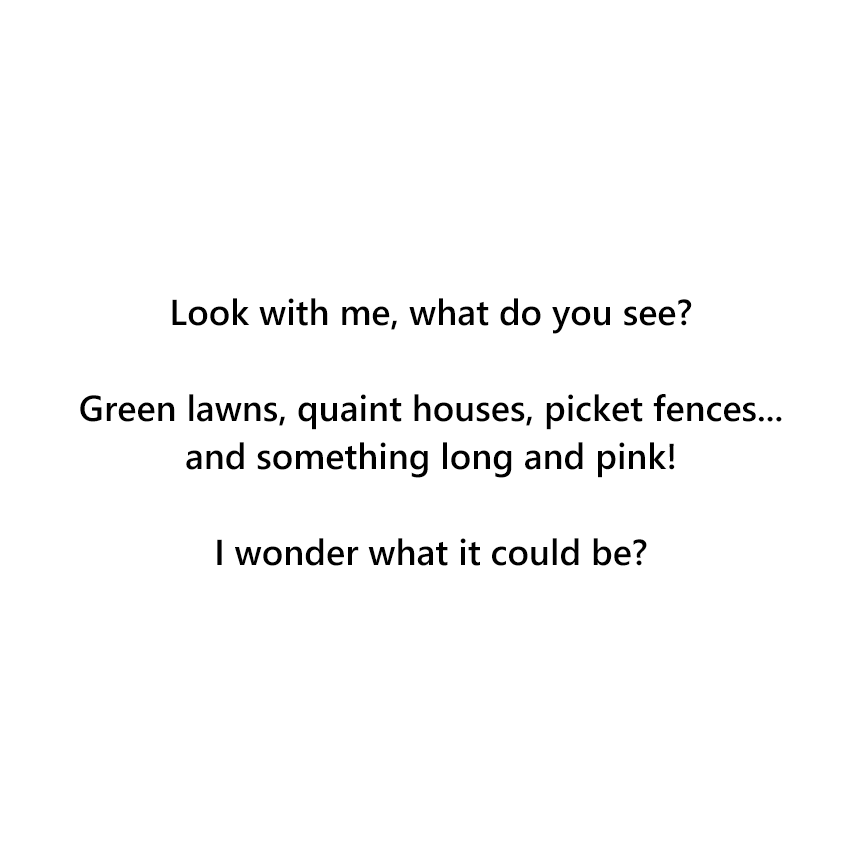 Look with me, what do you see?
Green lawns, quaint houses, picket fences...
and something long and pink!
I wonder what it could be?